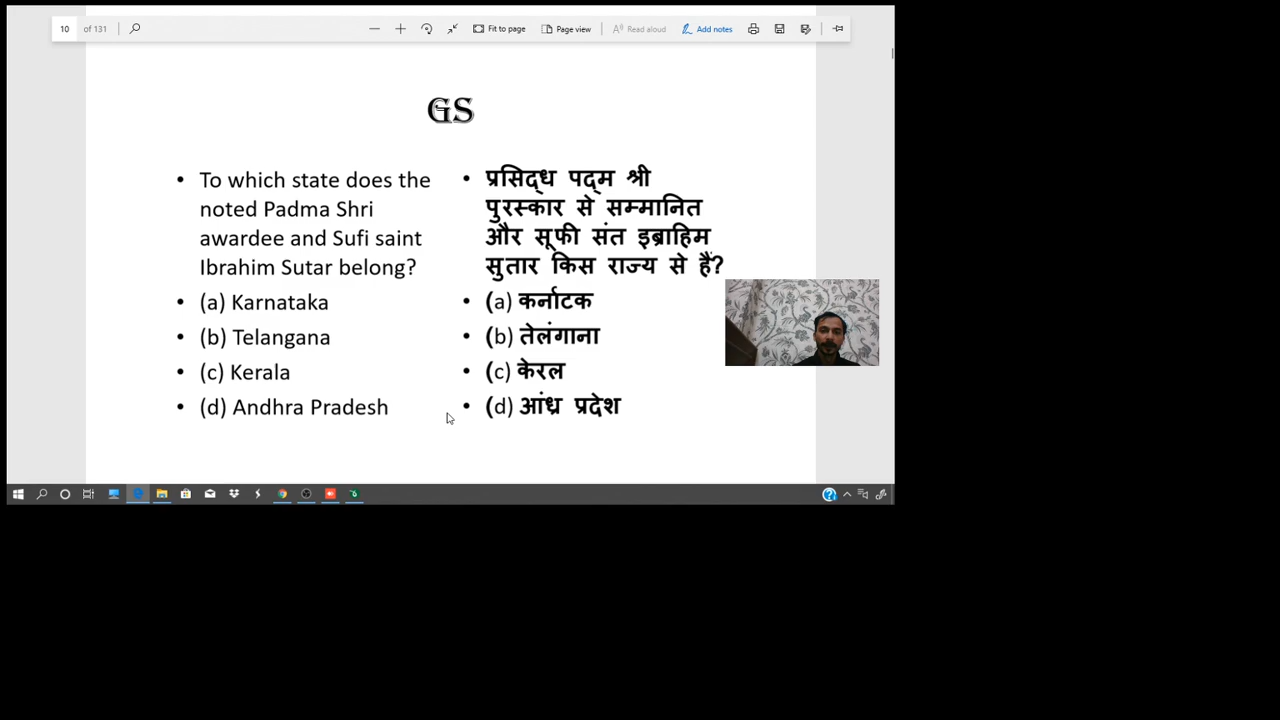 10 of 131 Fit to page Page view Read aloud Add notes
GS
• To which state does the
noted Padma Shri
awardee and Sufi saint
Ibrahim Sutar belong?
• (a) Karnataka
• (b) Telangana
• (c) Kerala
• (d) Andhra Pradesh
• प्रसिद्ध पद्म श्री
पुरस्कार से सम्मानित
और सूफी संत इब्राहिम
सुतार किस राज्य से हैं?
• (a) कर्नाटक
• (b) तेलंगाना
• (c) केरल
• (d) आंध्र प्रदेश